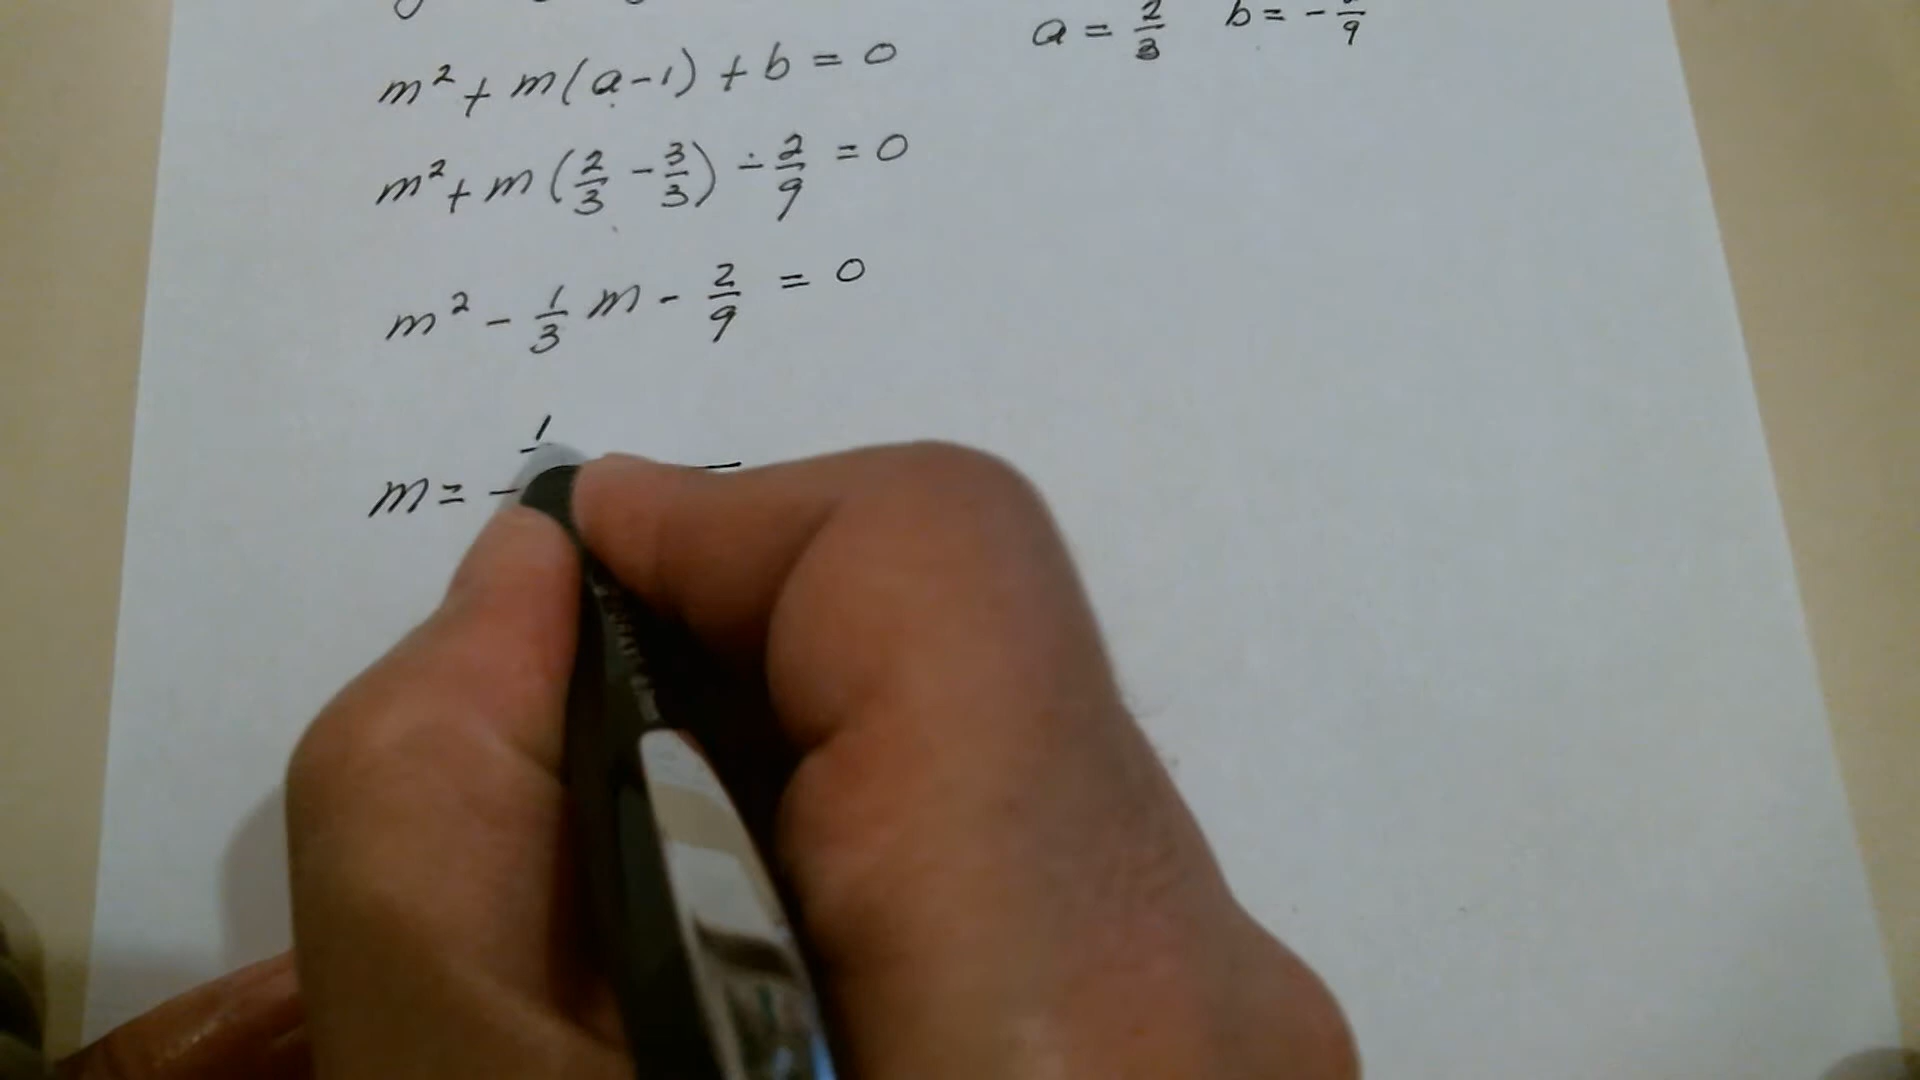 a = 2/3 b = - /9
m² + m(a-1) + b = 0
m² + m(2/3 - 3/3) - 2/9 = 0
m² - 1/3 m - 2/9 = 0
m = 1